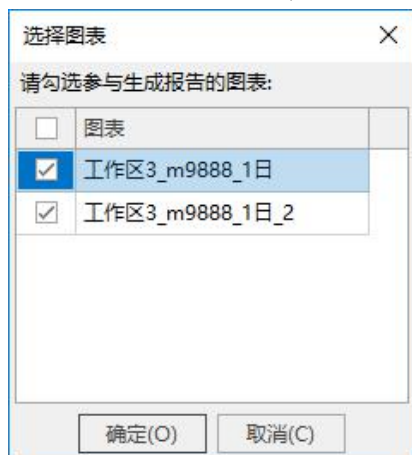 选择图表
请勾选参与生成报告的图表:
图表
工作区3_m9888_1日
工作区3_m9888_1日_2
确定(O) 取消(C)